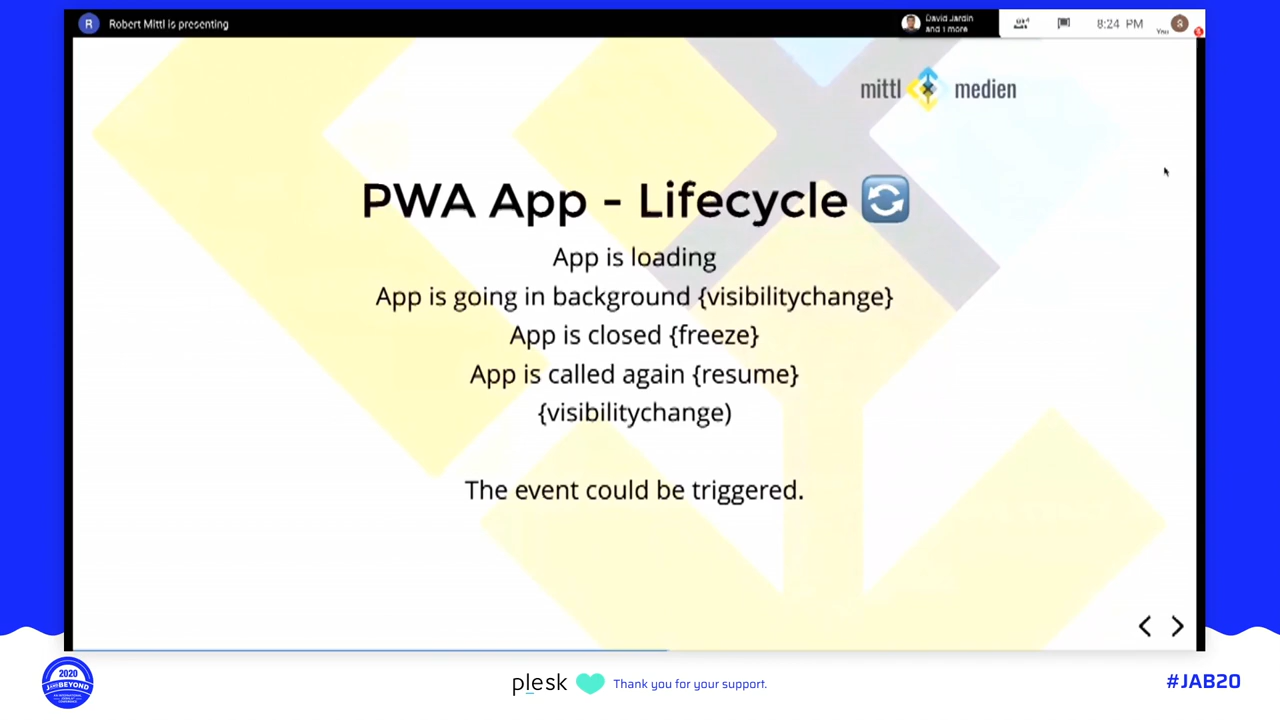 R Robert Mittl is presenting
David Jardin
and 1 more
8:24 PM
You
S
mittl medien
PWA App - Lifecycle
App is loading
App is going in background {visibilitychange}
App is closed {freeze}
App is called again {resume}
{visibilitychange)
The event could be triggered.
2020
JANDBEYOND
plesk
Thank you for your support.
#JAB20